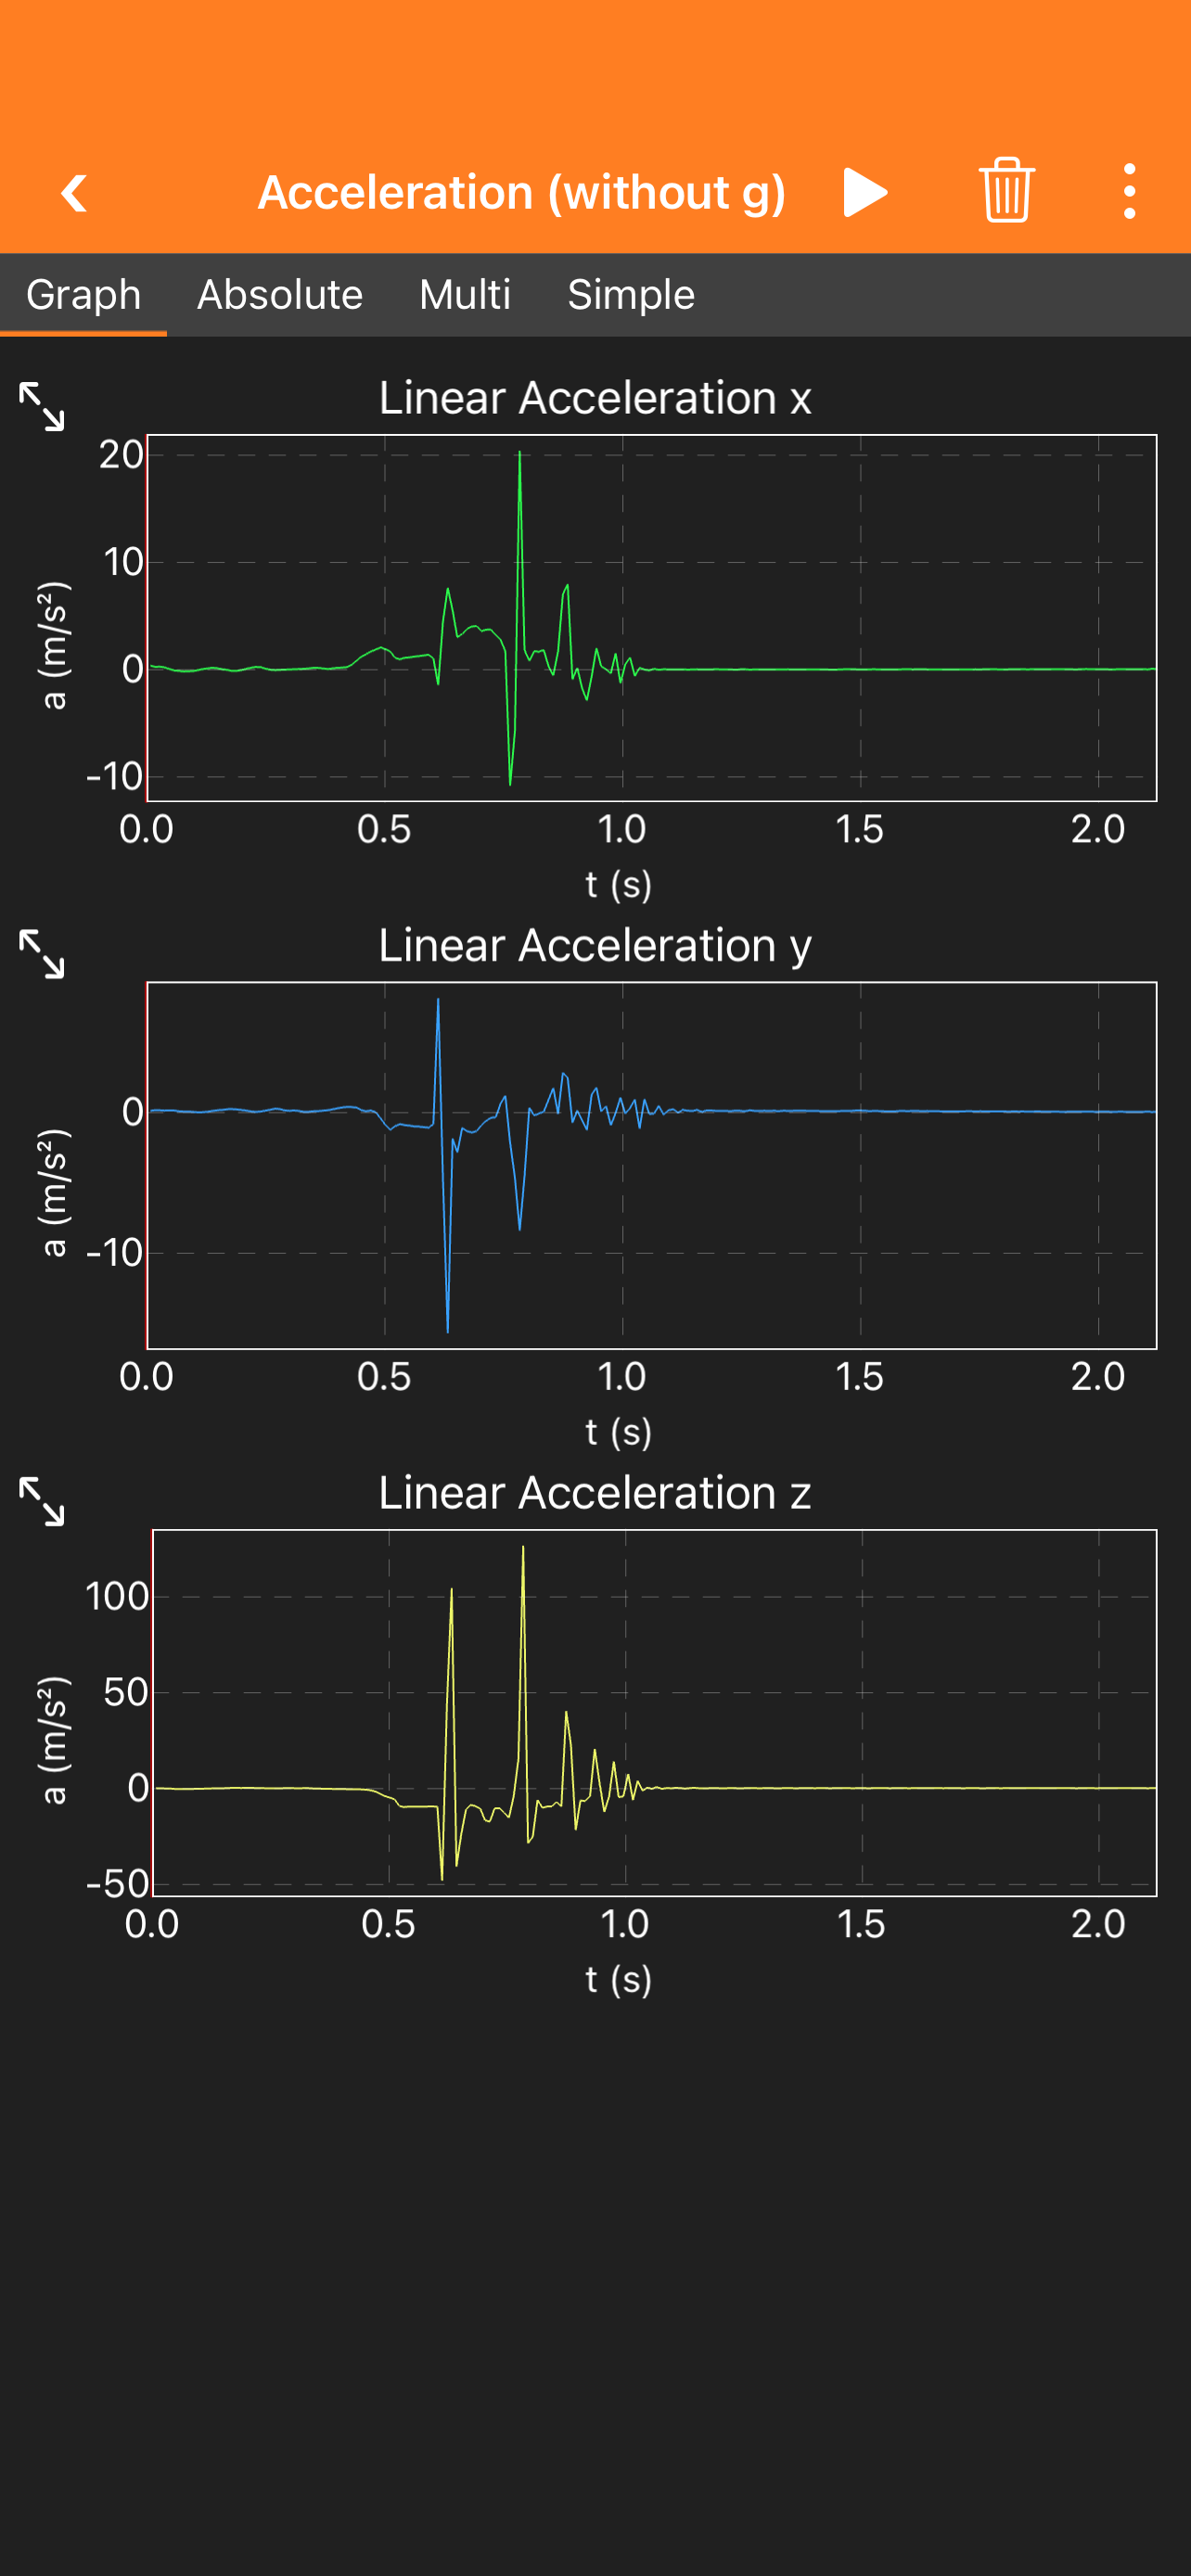 Acceleration (without g)
Graph Absolute Multi Simple
Linear Acceleration x
20
10
0
-10
a (m/s²)
0.0 0.5 1.0 1.5 2.0
t (s)
Linear Acceleration y
0
-10
a (m/s²)
0.0 0.5 1.0 1.5 2.0
t (s)
Linear Acceleration z
100
50
0
-50
a (m/s²)
0.0 0.5 1.0 1.5 2.0
t (s)